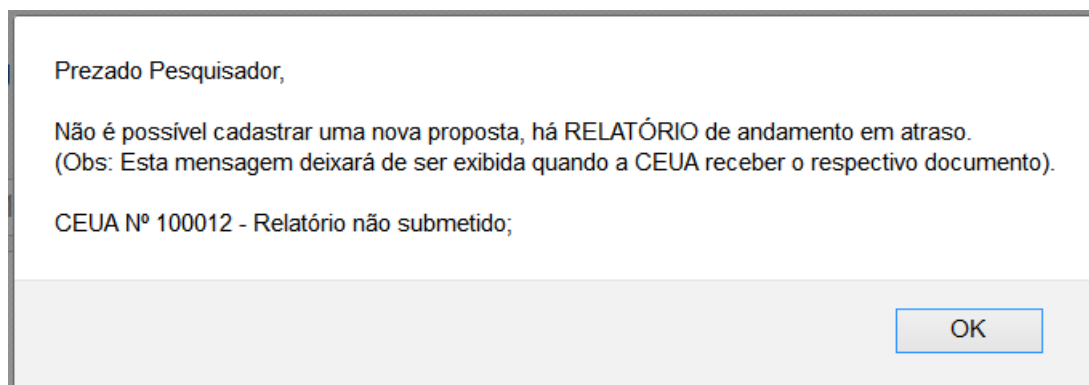 Prezado Pesquisador,
Não é possível cadastrar uma nova proposta, há RELATÓRIO de andamento em atraso.
(Obs: Esta mensagem deixará de ser exibida quando a CEUA receber o respectivo documento).
CEUA Nº 100012 - Relatório não submetido;
OK